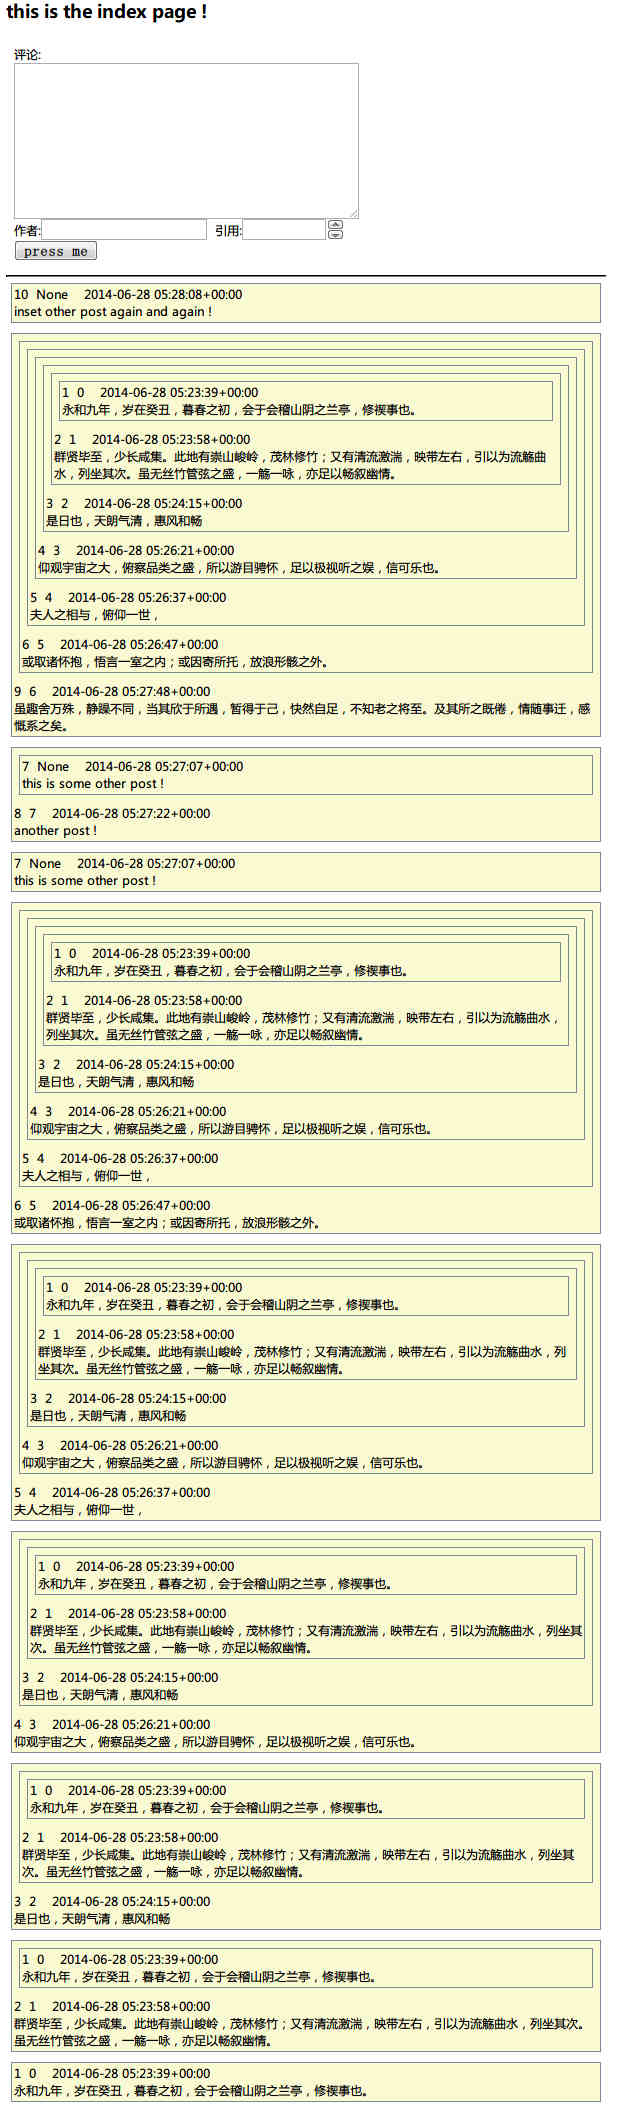 this is the index page !
评论:
作者: 引用:
press me
10 None 2014-06-28 05:28:08+00:00
inset other post again and again !
1 0 2014-06-28 05:23:39+00:00
永和九年，岁在癸丑，暮春之初，会于会稽山阴之兰亭，修禊事也。
2 1 2014-06-28 05:23:58+00:00
群贤毕至，少长咸集。此地有崇山峻岭，茂林修竹；又有清流激湍，映带左右，引以为流觞曲
水，列坐其次。虽无丝竹管弦之盛，一觞一咏，亦足以畅叙幽情。
3 2 2014-06-28 05:24:15+00:00
是日也，天朗气清，惠风和畅
4 3 2014-06-28 05:26:21+00:00
仰观宇宙之大，俯察品类之盛，所以游目骋怀，足以极视听之娱，信可乐也。
5 4 2014-06-28 05:26:37+00:00
夫人之相与，俯仰一世，
6 5 2014-06-28 05:26:47+00:00
或取诸怀抱，悟言一室之内；或因寄所托，放浪形骸之外。
9 6 2014-06-28 05:27:48+00:00
虽趣舍万殊，静躁不同，当其欣于所遇，暂得于己，快然自足，不知老之将至。及其所之既倦，情随事迁，感
慨系之矣。
7 None 2014-06-28 05:27:07+00:00
this is some other post !
8 7 2014-06-28 05:27:22+00:00
another post !
7 None 2014-06-28 05:27:07+00:00
this is some other post !
1 0 2014-06-28 05:23:39+00:00
永和九年，岁在癸丑，暮春之初，会于会稽山阴之兰亭，修禊事也。
2 1 2014-06-28 05:23:58+00:00
群贤毕至，少长咸集。此地有崇山峻岭，茂林修竹；又有清流激湍，映带左右，引以为流觞曲水，
列坐其次。虽无丝竹管弦之盛，一觞一咏，亦足以畅叙幽情。
3 2 2014-06-28 05:24:15+00:00
是日也，天朗气清，惠风和畅
4 3 2014-06-28 05:26:21+00:00
仰观宇宙之大，俯察品类之盛，所以游目骋怀，足以极视听之娱，信可乐也。
5 4 2014-06-28 05:26:37+00:00
夫人之相与，俯仰一世，
6 5 2014-06-28 05:26:47+00:00
或取诸怀抱，悟言一室之内；或因寄所托，放浪形骸之外。
1 0 2014-06-28 05:23:39+00:00
永和九年，岁在癸丑，暮春之初，会于会稽山阴之兰亭，修禊事也。
2 1 2014-06-28 05:23:58+00:00
群贤毕至，少长咸集。此地有崇山峻岭，茂林修竹；又有清流激湍，映带左右，引以为流觞曲水，列
坐其次。虽无丝竹管弦之盛，一觞一咏，亦足以畅叙幽情。
3 2 2014-06-28 05:24:15+00:00
是日也，天朗气清，惠风和畅
4 3 2014-06-28 05:26:21+00:00
仰观宇宙之大，俯察品类之盛，所以游目骋怀，足以极视听之娱，信可乐也。
5 4 2014-06-28 05:26:37+00:00
夫人之相与，俯仰一世，
1 0 2014-06-28 05:23:39+00:00
永和九年，岁在癸丑，暮春之初，会于会稽山阴之兰亭，修禊事也。
2 1 2014-06-28 05:23:58+00:00
群贤毕至，少长咸集。此地有崇山峻岭，茂林修竹；又有清流激湍，映带左右，引以为流觞曲水，列坐其
次。虽无丝竹管弦之盛，一觞一咏，亦足以畅叙幽情。
3 2 2014-06-28 05:24:15+00:00
是日也，天朗气清，惠风和畅
4 3 2014-06-28 05:26:21+00:00
仰观宇宙之大，俯察品类之盛，所以游目骋怀，足以极视听之娱，信可乐也。
1 0 2014-06-28 05:23:39+00:00
永和九年，岁在癸丑，暮春之初，会于会稽山阴之兰亭，修禊事也。
2 1 2014-06-28 05:23:58+00:00
群贤毕至，少长咸集。此地有崇山峻岭，茂林修竹；又有清流激湍，映带左右，引以为流觞曲水，列坐其
次。虽无丝竹管弦之盛，一觞一咏，亦足以畅叙幽情。
3 2 2014-06-28 05:24:15+00:00
是日也，天朗气清，惠风和畅
1 0 2014-06-28 05:23:39+00:00
永和九年，岁在癸丑，暮春之初，会于会稽山阴之兰亭，修禊事也。
2 1 2014-06-28 05:23:58+00:00
群贤毕至，少长咸集。此地有崇山峻岭，茂林修竹；又有清流激湍，映带左右，引以为流觞曲水，列坐其次。
虽无丝竹管弦之盛，一觞一咏，亦足以畅叙幽情。
1 0 2014-06-28 05:23:39+00:00
永和九年，岁在癸丑，暮春之初，会于会稽山阴之兰亭，修禊事也。